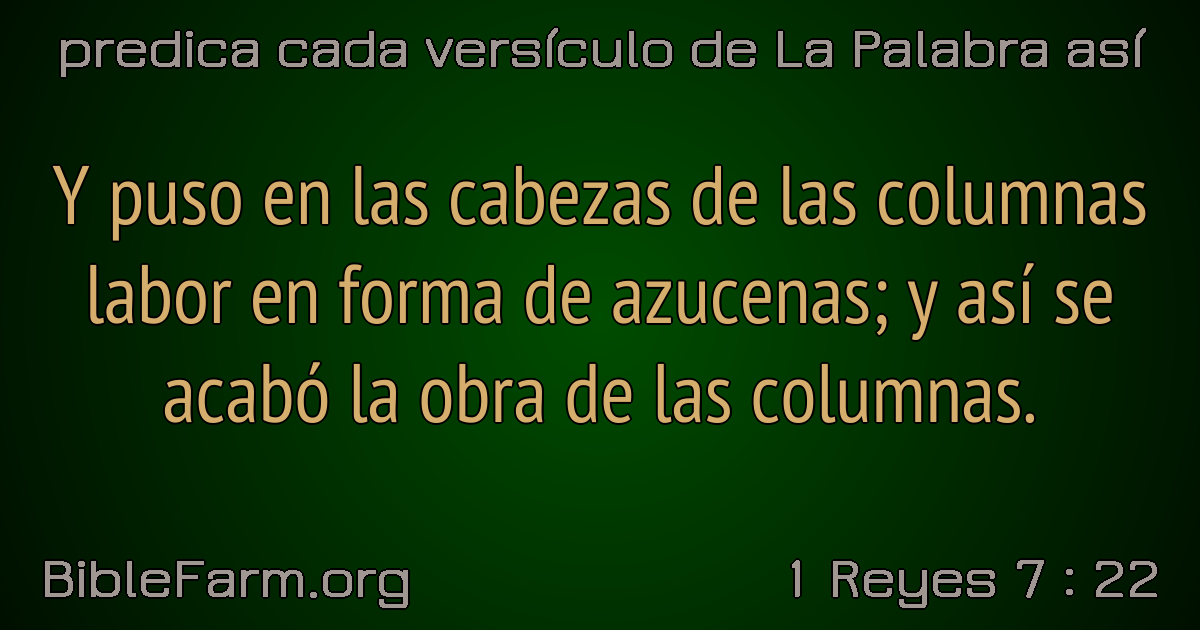 predica cada versículo de La Palabra así
Y puso en las cabezas de las columnas
labor en forma de azucenas; y así se
acabó la obra de las columnas.
BibleFarm.org
1 Reyes 7 : 22